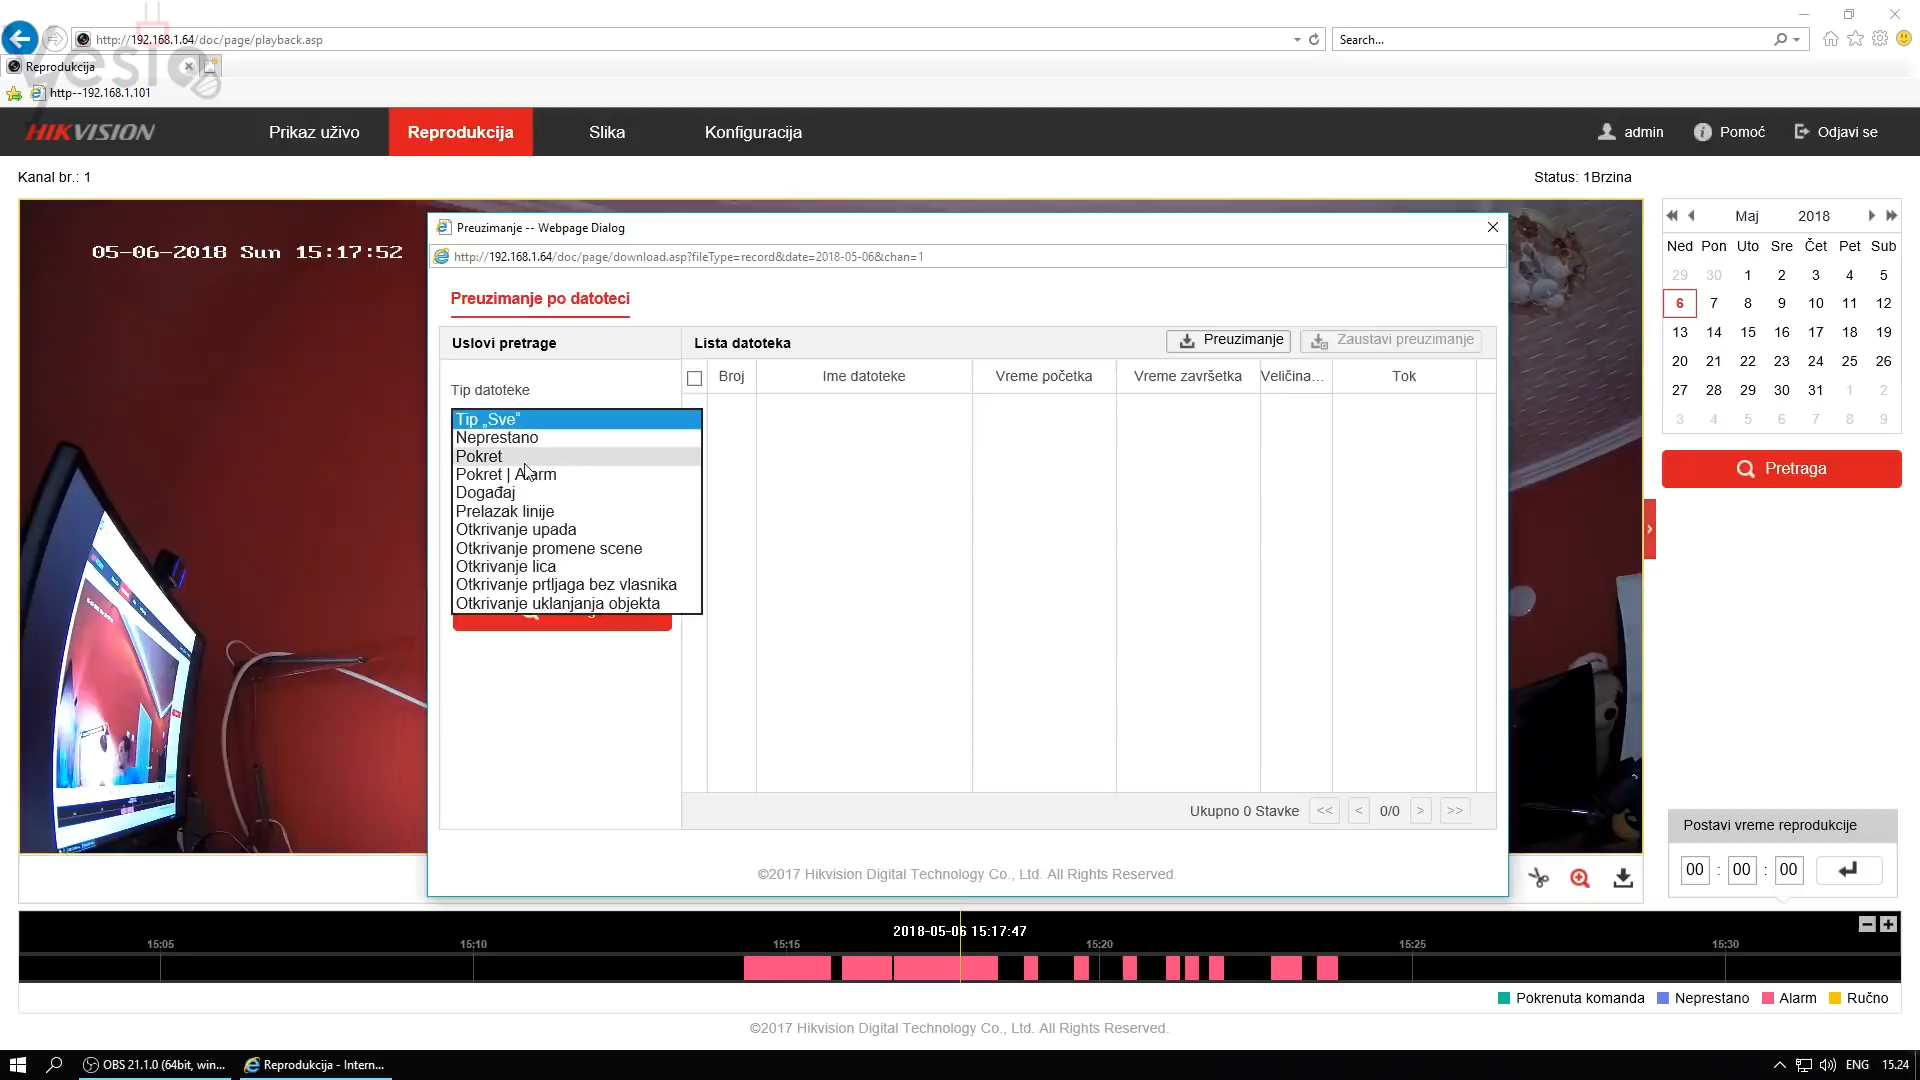 http://192.168.1.64/doc/page/playback.asp
Search...
Reprodukcija
http--192.168.1.101
HIKVISION
Prikaz uživo
Reprodukcija
Slika
Konfiguracija
admin
Pomoć
Odjavi se
Kanal br.: 1
Status: 1Brzina
05-06-2018 Sun 15:17:52
Preuzimanje -- Webpage Dialog
http://192.168.1.64/doc/page/download.asp?fileType=record&date=2018-05-06&chan=1
Preuzimanje po datoteci
Uslovi pretrage
Lista datoteka
Preuzimanje
Zaustavi preuzimanje
Tip datoteke
Broj
Ime datoteke
Vreme početka
Vreme završetka
Veličina...
Tok
Tip „Sve“
Neprestano
Pokret
Pokret | Alarm
Događaj
Prelazak linije
Otkrivanje upada
Otkrivanje promene scene
Otkrivanje lica
Otkrivanje prtljaga bez vlasnika
Otkrivanje uklanjanja objekta
Ukupno 0 Stavke << < 0/0 > >>
©2017 Hikvision Digital Technology Co., Ltd. All Rights Reserved.
Maj 2018
Ned Pon Uto Sre Čet Pet Sub
29 30 1 2 3 4 5
6 7 8 9 10 11 12
13 14 15 16 17 18 19
20 21 22 23 24 25 26
27 28 29 30 31 1 2
3 4 5 6 7 8 9
Pretraga
Postavi vreme reprodukcije
00 : 00 : 00
2018-05-06 15:17:47
15:05 15:10 15:15 15:20 15:25 15:30
Pokrenuta komanda Neprestano Alarm Ručno
©2017 Hikvision Digital Technology Co., Ltd. All Rights Reserved.
OBS 21.1.0 (64bit, win...
Reprodukcija - Intern...
ENG
15.24